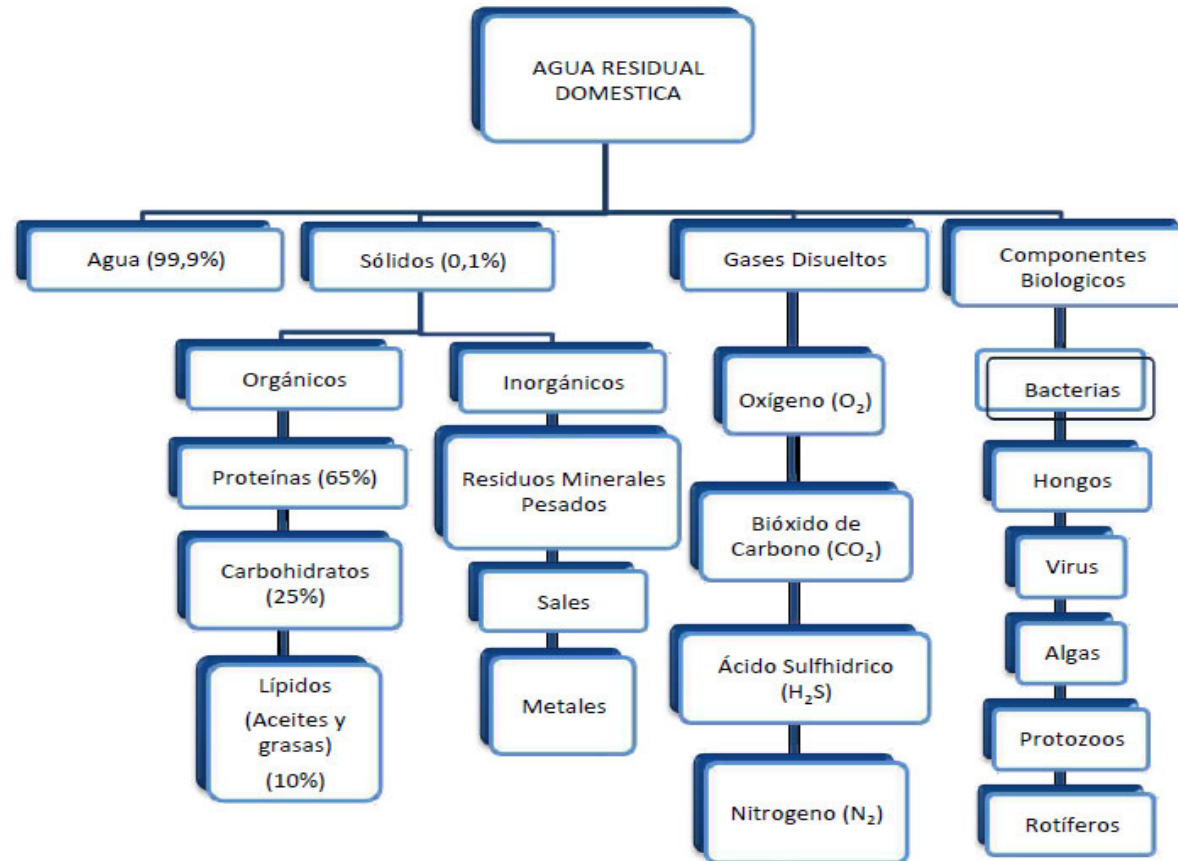 AGUA RESIDUAL
DOMESTICA
Agua (99,9%)
Sólidos (0,1%)
Gases Disueltos
Componentes
Biologicos
Orgánicos
Proteínas (65%)
Carbohidratos
(25%)
Lípidos
(Aceites y
grasas)
(10%)
Inorgánicos
Residuos Minerales
Pesados
Sales
Metales
Oxígeno (O₂)
Bióxido de
Carbono (CO₂)
Ácido Sulfhidrico
(H₂S)
Nitrogeno (N₂)
Bacterias
Hongos
Virus
Algas
Protozoos
Rotíferos